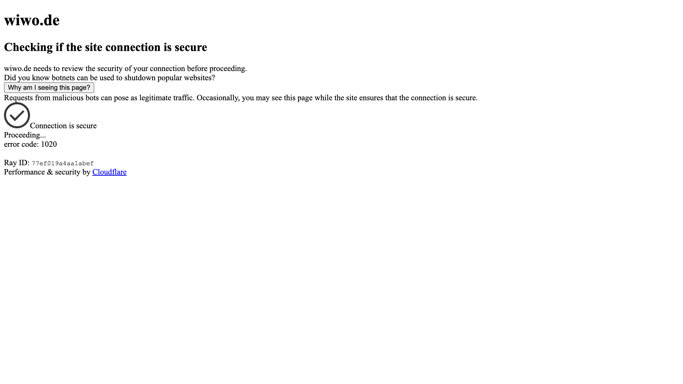 wiwo.de
Checking if the site connection is secure
wiwo.de needs to review the security of your connection before proceeding.
Did you know botnets can be used to shutdown popular websites?
Why am I seeing this page?
Requests from malicious bots can pose as legitimate traffic. Occasionally, you may see this page while the site ensures that the connection is secure.
Connection is secure
Proceeding...
error code: 1020
Ray ID: 77ef019a4aa1abef
Performance & security by Cloudflare